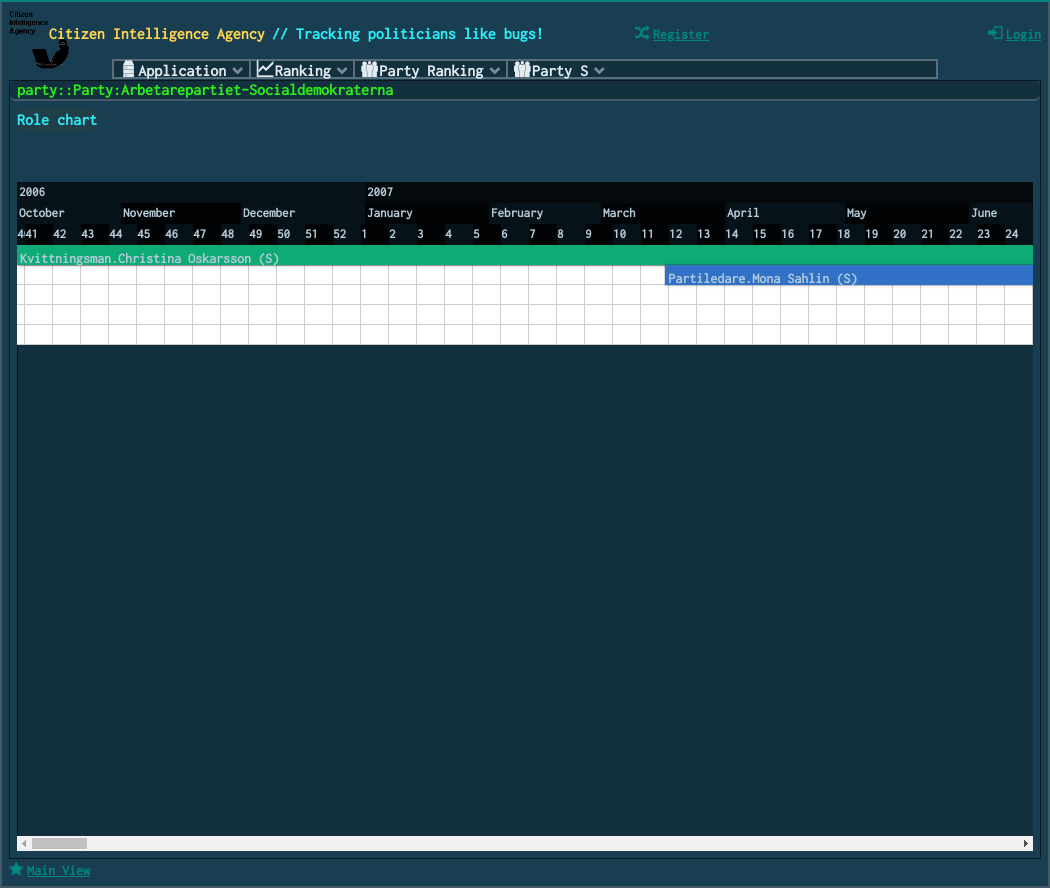 Citizen
Intelligence
Agency
Citizen Intelligence Agency // Tracking politicians like bugs!
Register
Login
Application
Ranking
Party Ranking
Party S
party::Party:Arbetarepartiet-Socialdemokraterna
Role chart
2006 2007
October November December January February March April May June
41 42 43 44 45 46 47 48 49 50 51 52 1 2 3 4 5 6 7 8 9 10 11 12 13 14 15 16 17 18 19 20 21 22 23 24
Kvittningsman.Christina Oskarsson (S)
Partiledare.Mona Sahlin (S)
Main View